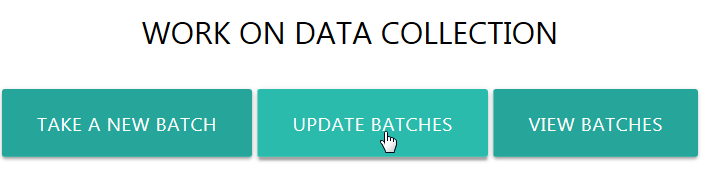 WORK ON DATA COLLECTION
TAKE A NEW BATCH
UPDATE BATCHES
VIEW BATCHES